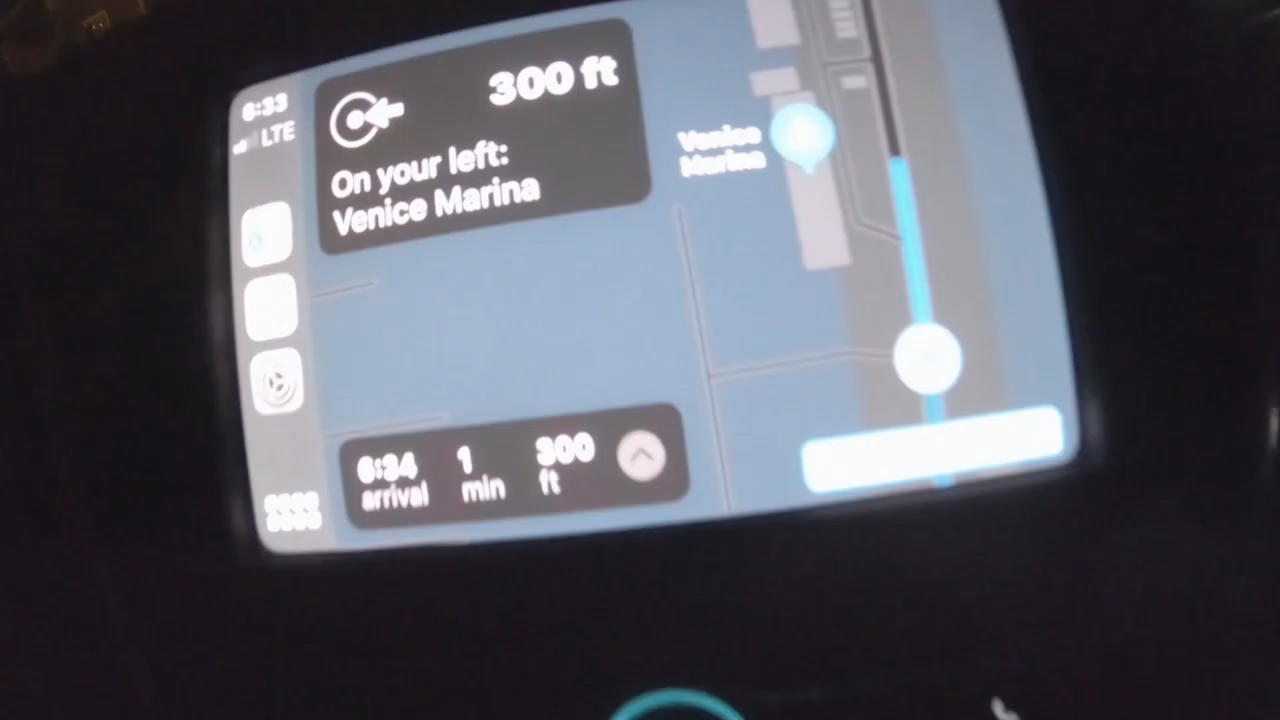 6:33
LTE
300 ft
On your left:
Venice Marina
Venice
Marina
6:34
arrival
1
min
300
ft